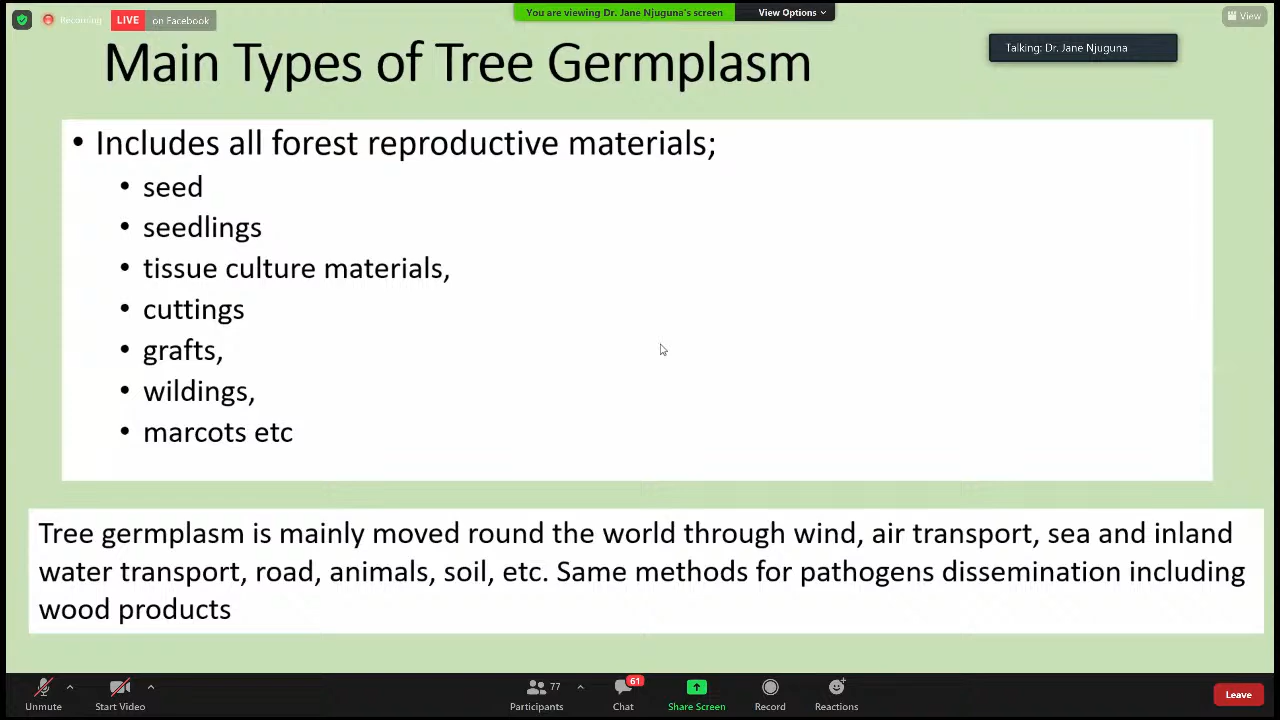 Recording
LIVE on Facebook
You are viewing Dr. Jane Njuguna's screen
View Options
View
Talking: Dr. Jane Njuguna
Main Types of Tree Germplasm
• Includes all forest reproductive materials;
• seed
• seedlings
• tissue culture materials,
• cuttings
• grafts,
• wildings,
• marcots etc
Tree germplasm is mainly moved round the world through wind, air transport, sea and inland
water transport, road, animals, soil, etc. Same methods for pathogens dissemination including
wood products
Unmute
Start Video
77
Participants
61
Chat
Share Screen
Record
Reactions
Leave